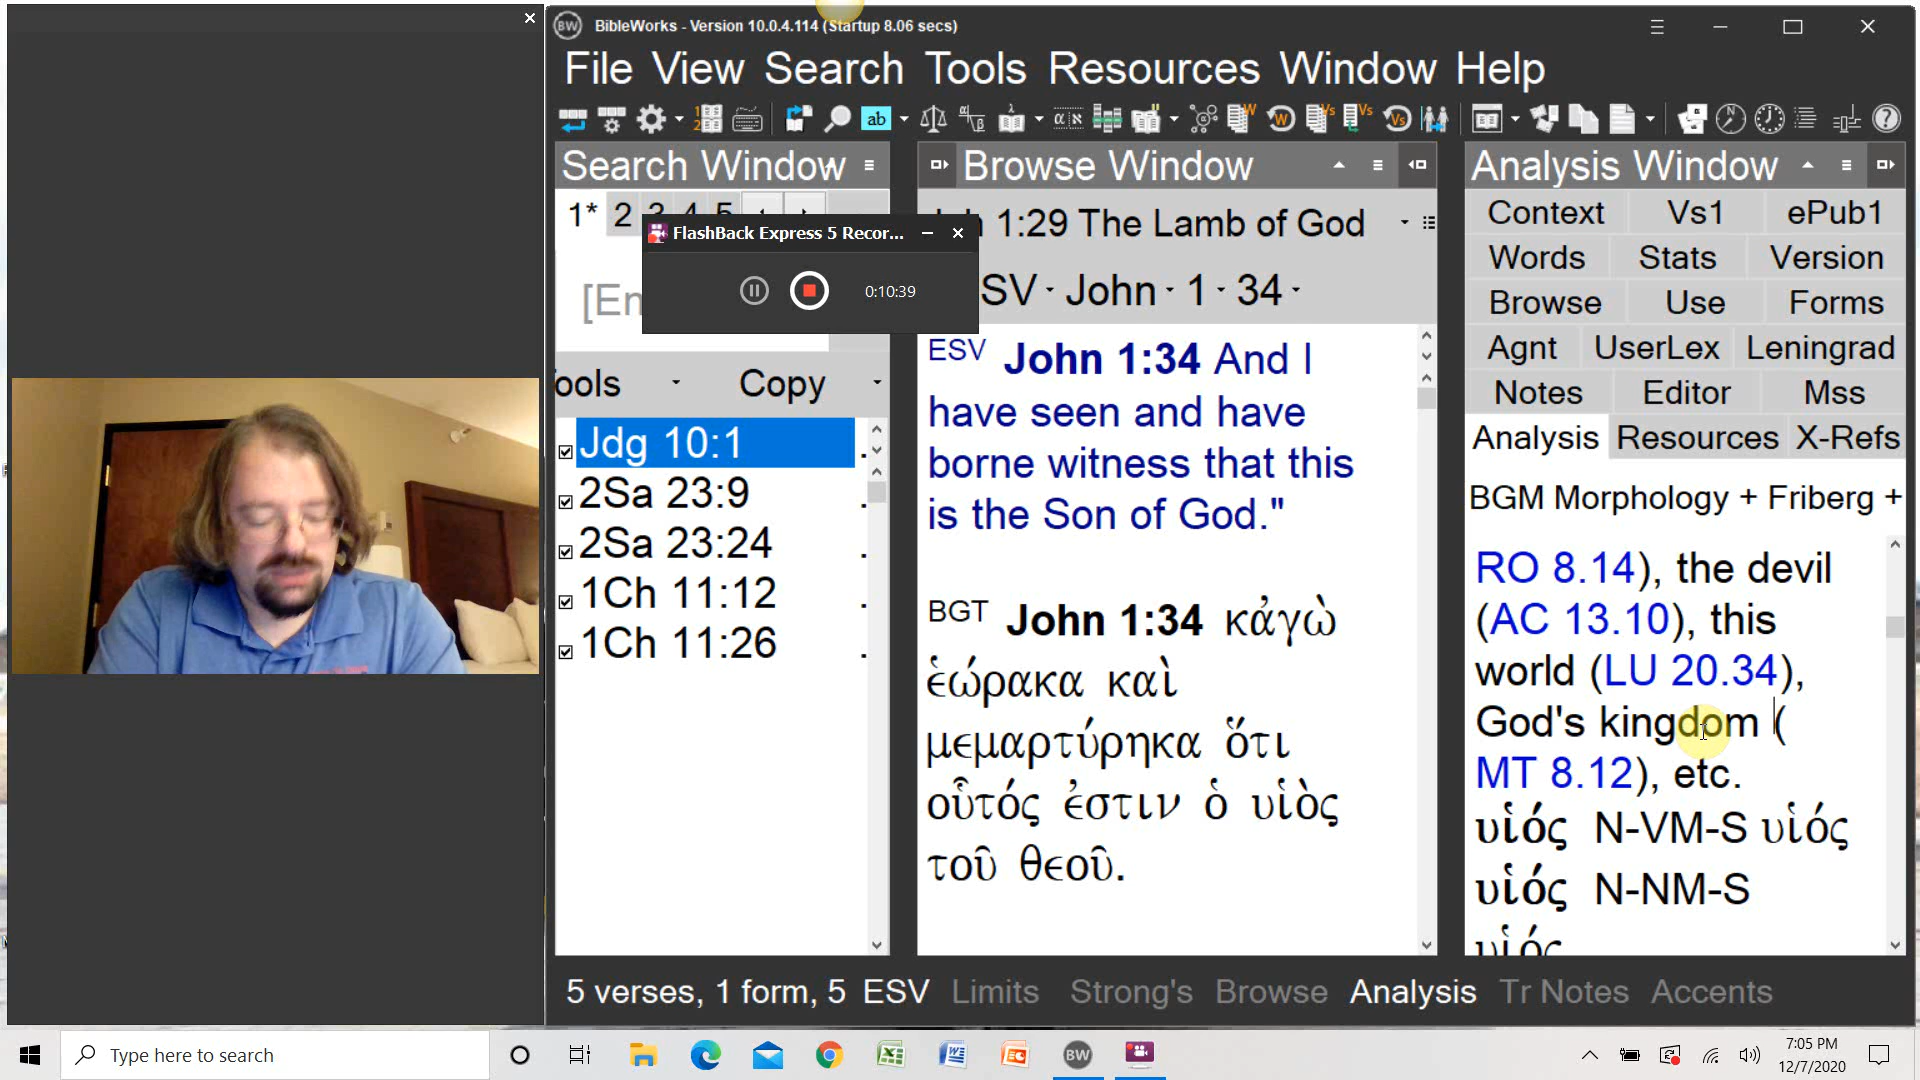 BibleWorks - Version 10.0.4.114 (Startup 8.06 secs)
File View Search Tools Resources Window Help
Search Window
1* 2 3 4 5
FlashBack Express 5 Recor...
0:10:39
[En
ools Copy
Jdg 10:1
2Sa 23:9
2Sa 23:24
1Ch 11:12
1Ch 11:26
Browse Window
1:29 The Lamb of God
SV John 1 34
ESV John 1:34 And I
have seen and have
borne witness that this
is the Son of God."
BGT John 1:34 κἀγὼ
ἑώρακα καὶ
μεμαρτύρηκα ὅτι
οὗτός ἐστιν ὁ υἱὸς
τοῦ θεοῦ.
Analysis Window
Context Vs1 ePub1
Words Stats Version
Browse Use Forms
Agnt UserLex Leningrad
Notes Editor Mss
Analysis Resources X-Refs
BGM Morphology + Friberg +
RO 8.14), the devil
(AC 13.10), this
world (LU 20.34),
God's kingdom (
MT 8.12), etc.
υἱός N-VM-S υἱός
υἱός N-NM-S
υἱός
5 verses, 1 form, 5 ESV Limits Strong's Browse Analysis Tr Notes Accents
Type here to search
7:05 PM
12/7/2020